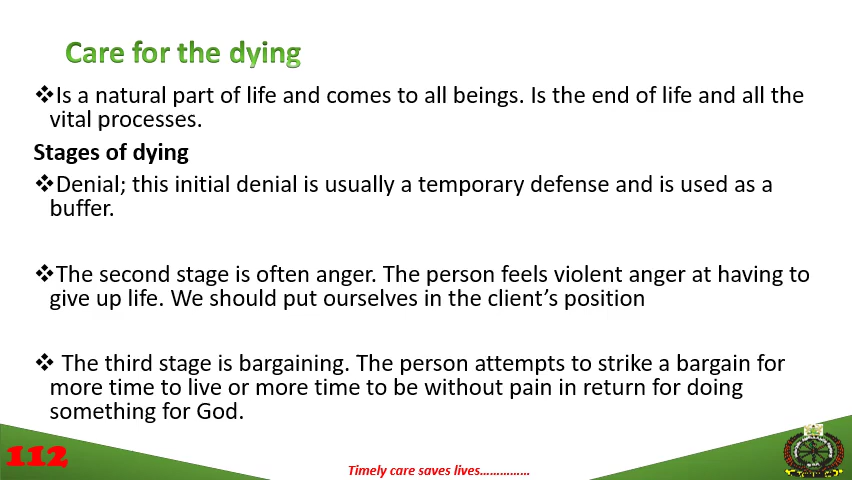 Care for the dying
❖Is a natural part of life and comes to all beings. Is the end of life and all the
vital processes.
Stages of dying
❖Denial; this initial denial is usually a temporary defense and is used as a
buffer.
❖The second stage is often anger. The person feels violent anger at having to
give up life. We should put ourselves in the client’s position
❖ The third stage is bargaining. The person attempts to strike a bargain for
more time to live or more time to be without pain in return for doing
something for God.
112
Timely care saves lives……………